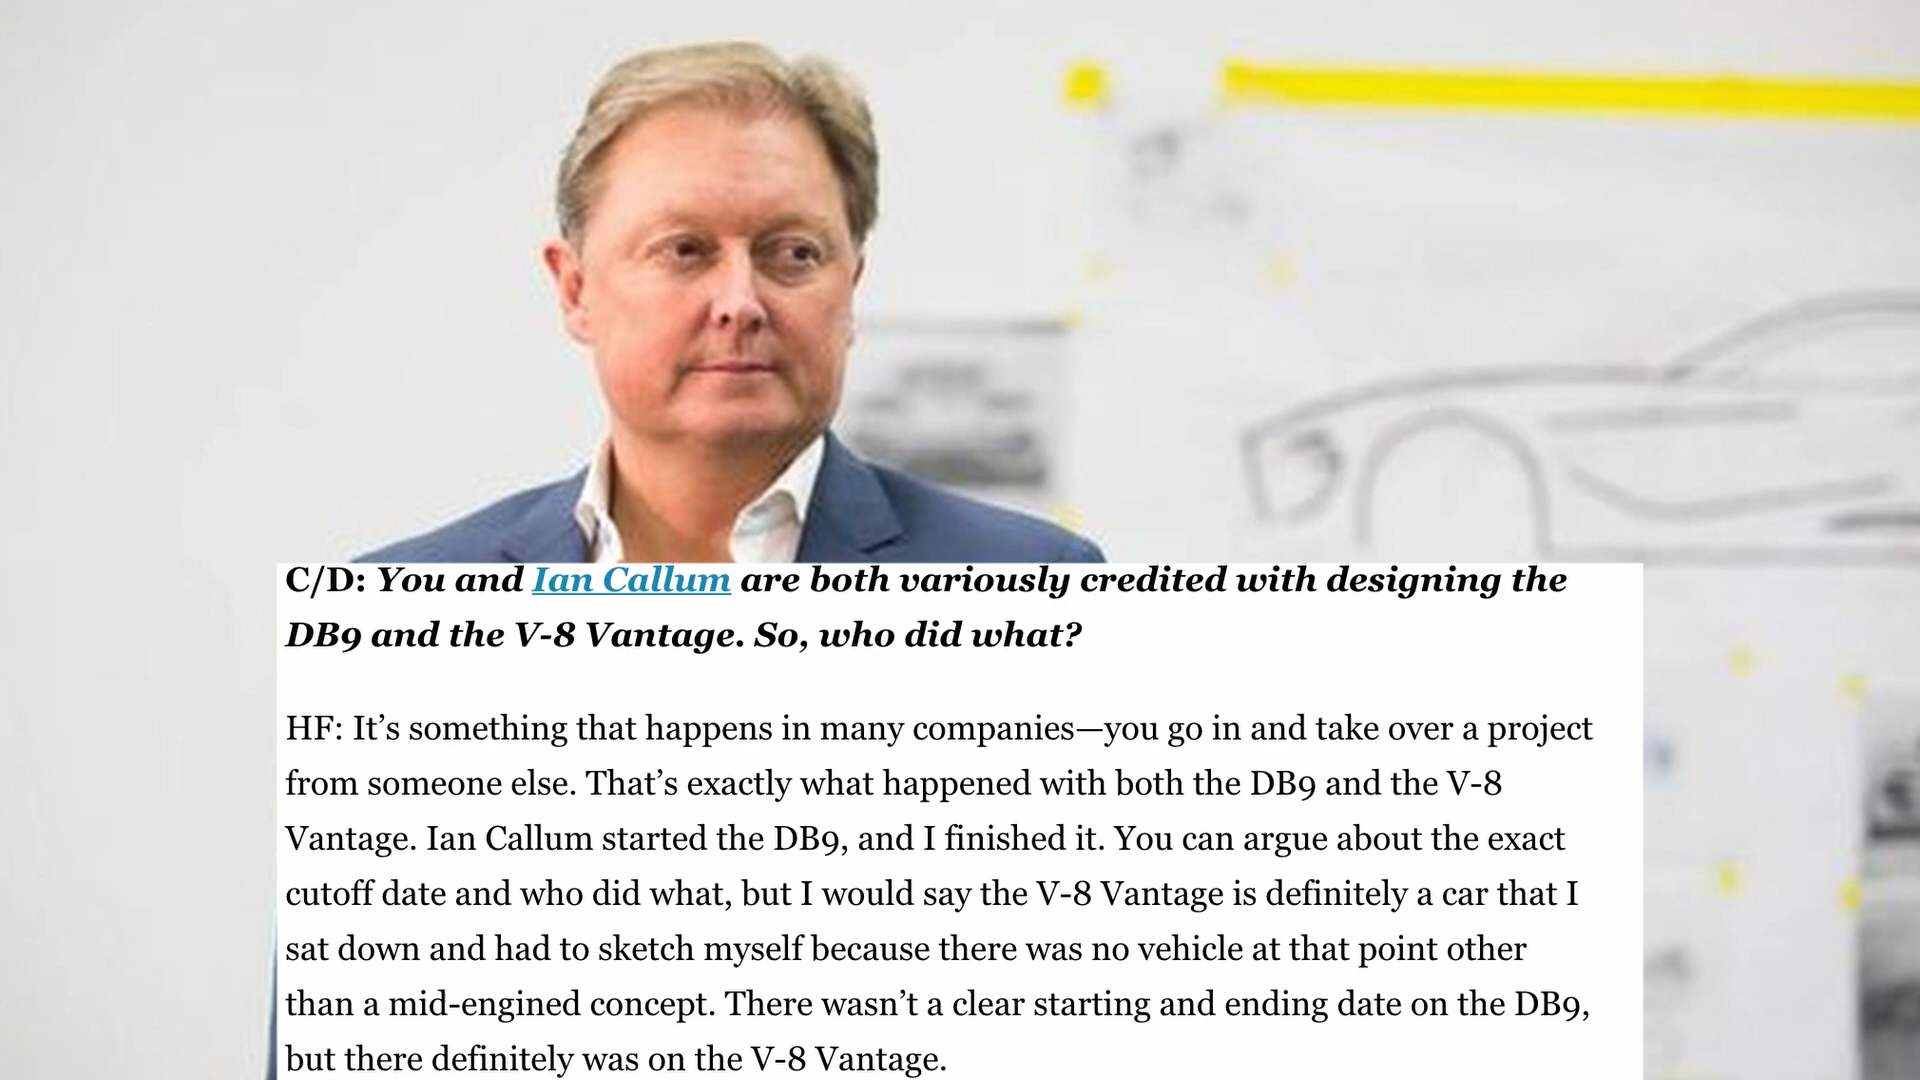 C/D: You and Ian Callum are both variously credited with designing the
DB9 and the V-8 Vantage. So, who did what?
HF: It’s something that happens in many companies—you go in and take over a project
from someone else. That’s exactly what happened with both the DB9 and the V-8
Vantage. Ian Callum started the DB9, and I finished it. You can argue about the exact
cutoff date and who did what, but I would say the V-8 Vantage is definitely a car that I
sat down and had to sketch myself because there was no vehicle at that point other
than a mid-engined concept. There wasn’t a clear starting and ending date on the DB9,
but there definitely was on the V-8 Vantage.